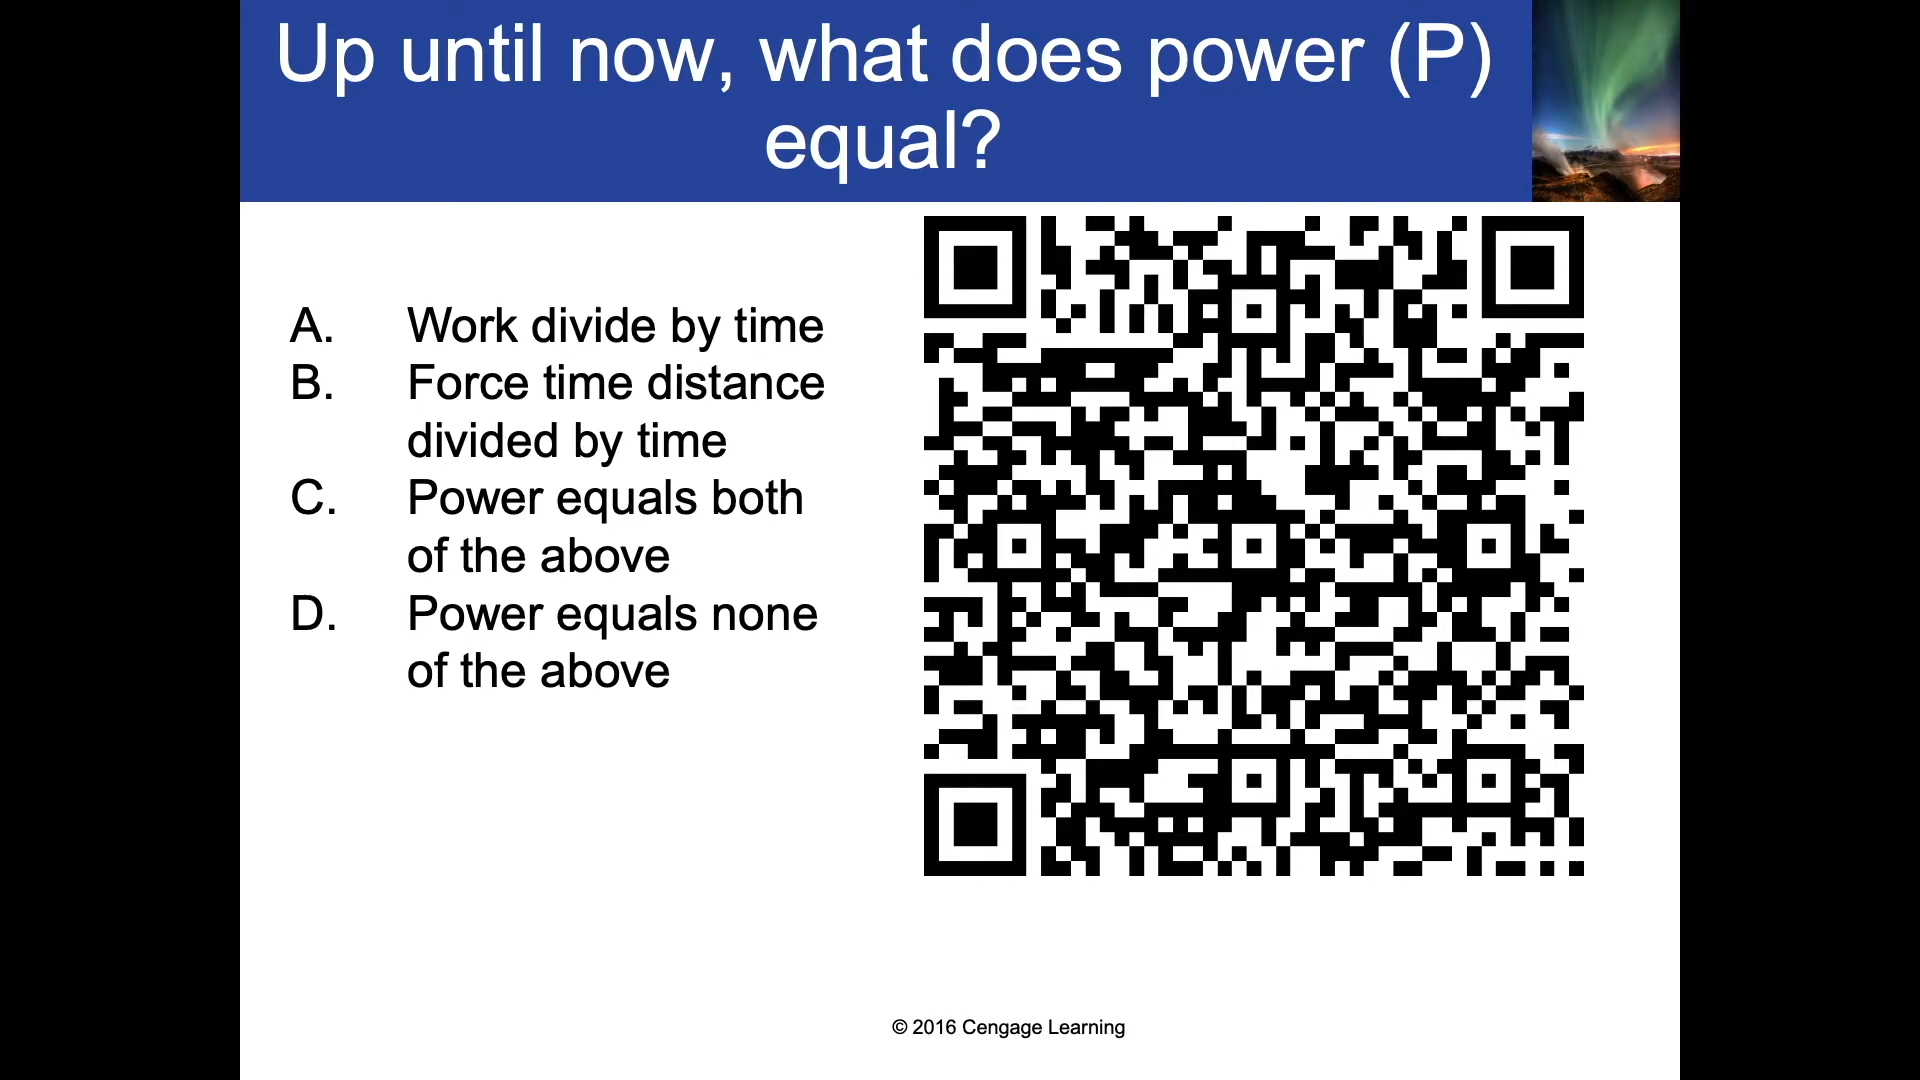 Up until now, what does power (P)
equal?
A. Work divide by time
B. Force time distance
divided by time
C. Power equals both
of the above
D. Power equals none
of the above
© 2016 Cengage Learning